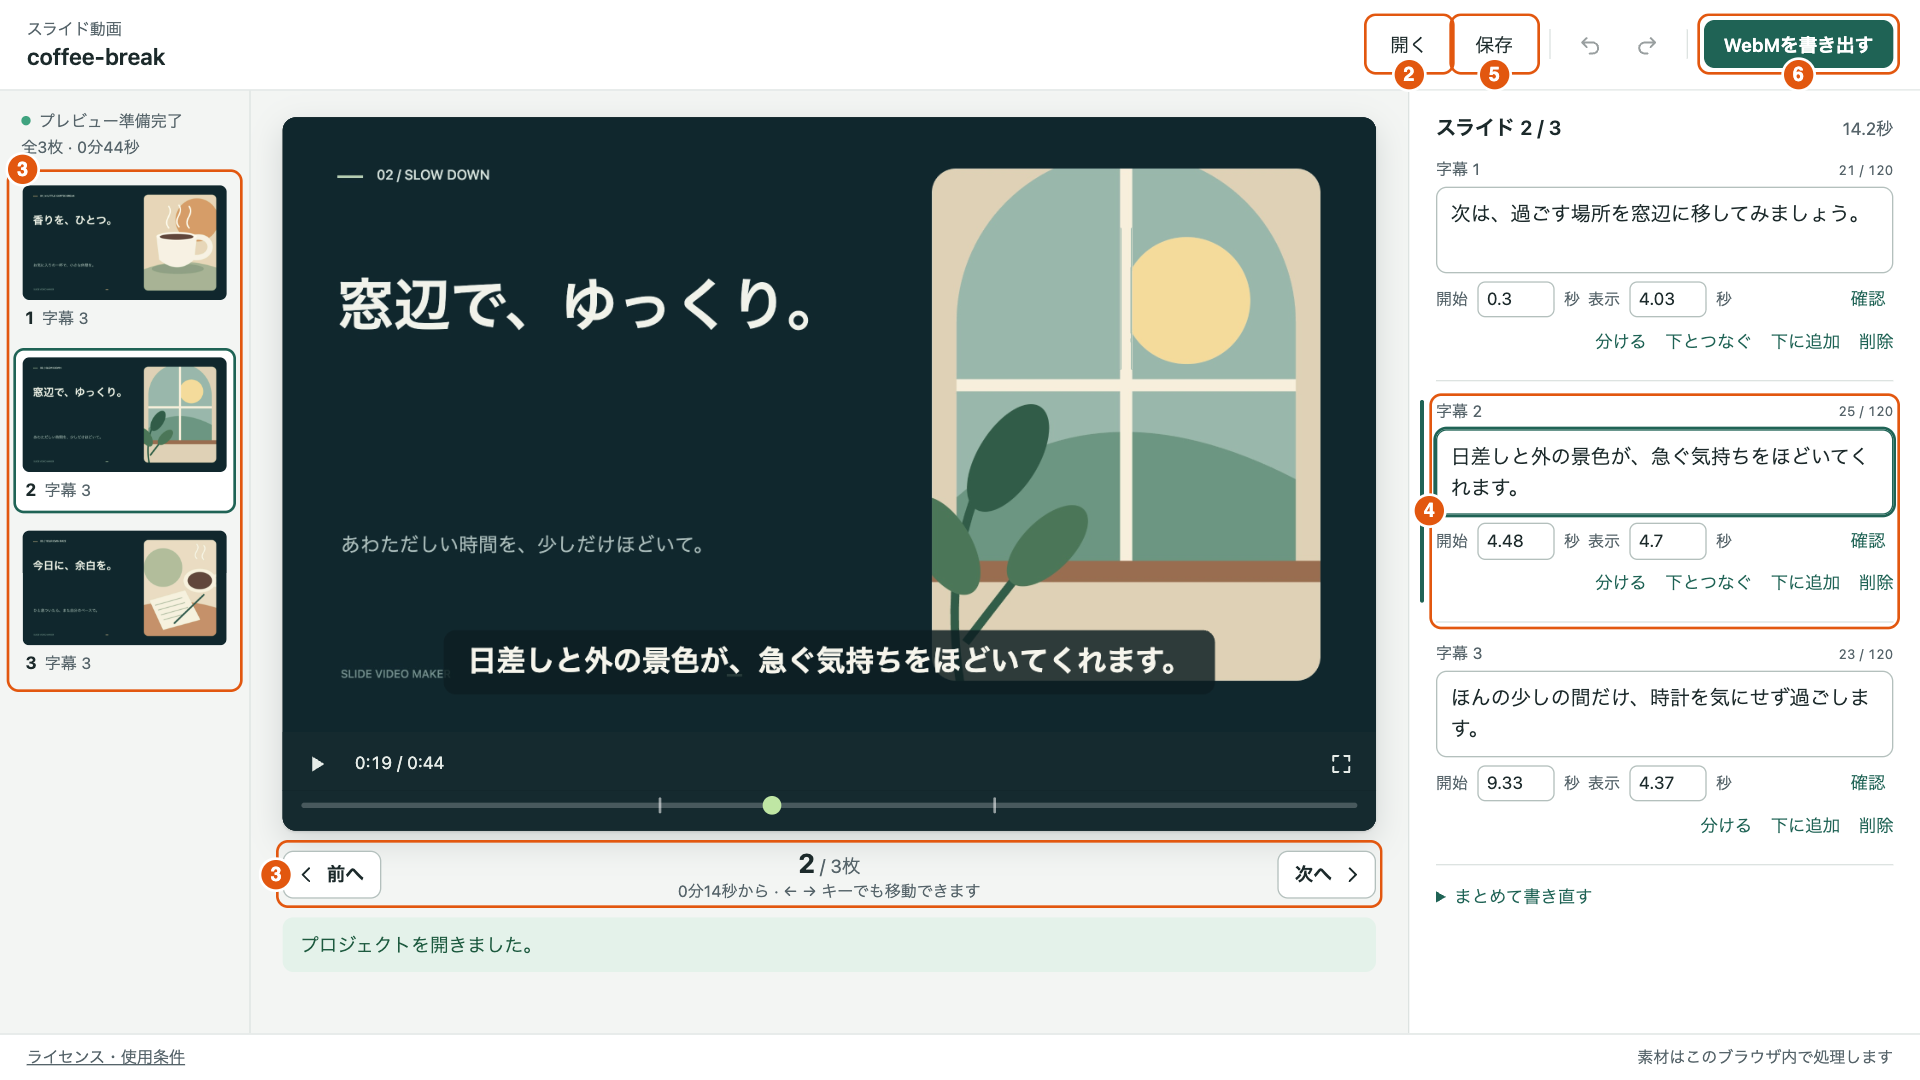 スライド動画
coffee-break
開く
2
保存
5
WebMを書き出す
6
プレビュー準備完了
全3枚 · 0分44秒
3
香りを、ひとつ。
1 字幕 3
窓辺で、ゆっくり。
あわただしい時間を、少しだけほどいて。
2 字幕 3
今日に、余白を。
3 字幕 3
02 / SLOW DOWN
窓辺で、ゆっくり。
あわただしい時間を、少しだけほどいて。
SLIDE VIDEO MAKER
日差しと外の景色が、急ぐ気持ちをほどいてくれます。
0:19 / 0:44
3
前へ
2 / 3枚
0分14秒から · ← → キーでも移動できます
次へ
プロジェクトを開きました。
スライド 2 / 3
14.2秒
字幕 1
21 / 120
次は、過ごす場所を窓辺に移してみましょう。
開始 0.3 秒 表示 4.03 秒 確認
分ける 下とつなぐ 下に追加 削除
字幕 2
25 / 120
日差しと外の景色が、急ぐ気持ちをほどいてく
れます。
4
開始 4.48 秒 表示 4.7 秒 確認
分ける 下とつなぐ 下に追加 削除
字幕 3
23 / 120
ほんの少しの間だけ、時計を気にせず過ごしま
す。
開始 9.33 秒 表示 4.37 秒 確認
分ける 下に追加 削除
まとめて書き直す
ライセンス・使用条件
素材はこのブラウザ内で処理します